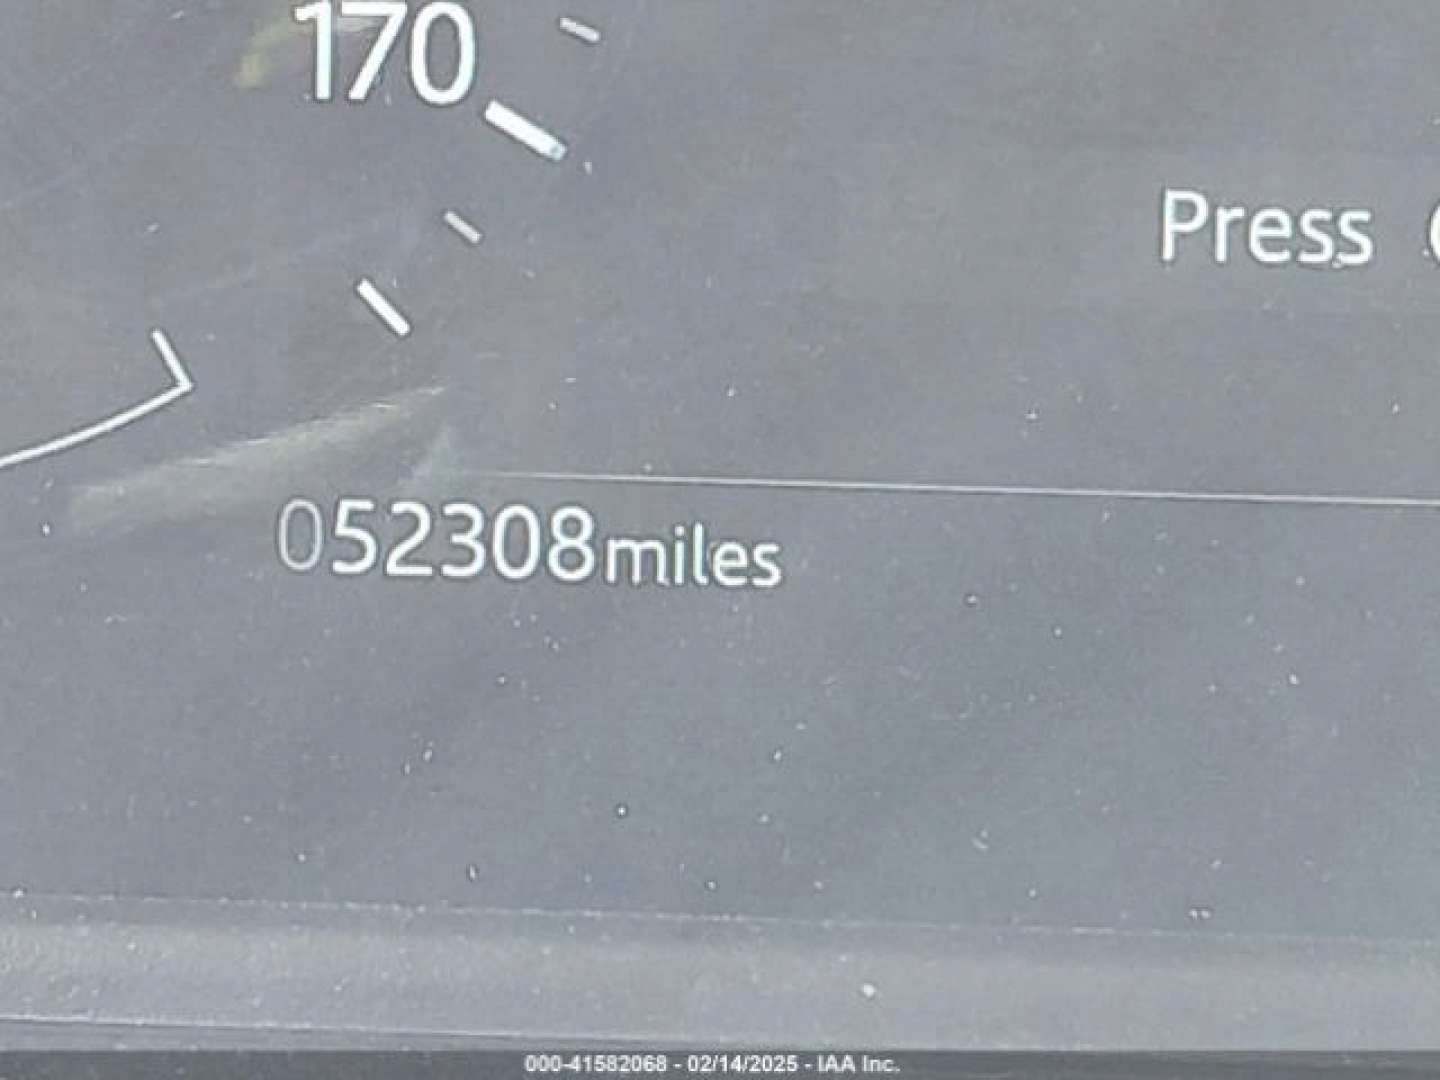 170
Press
052308miles
000-41582068 - 02/14/2025 - IAA Inc.